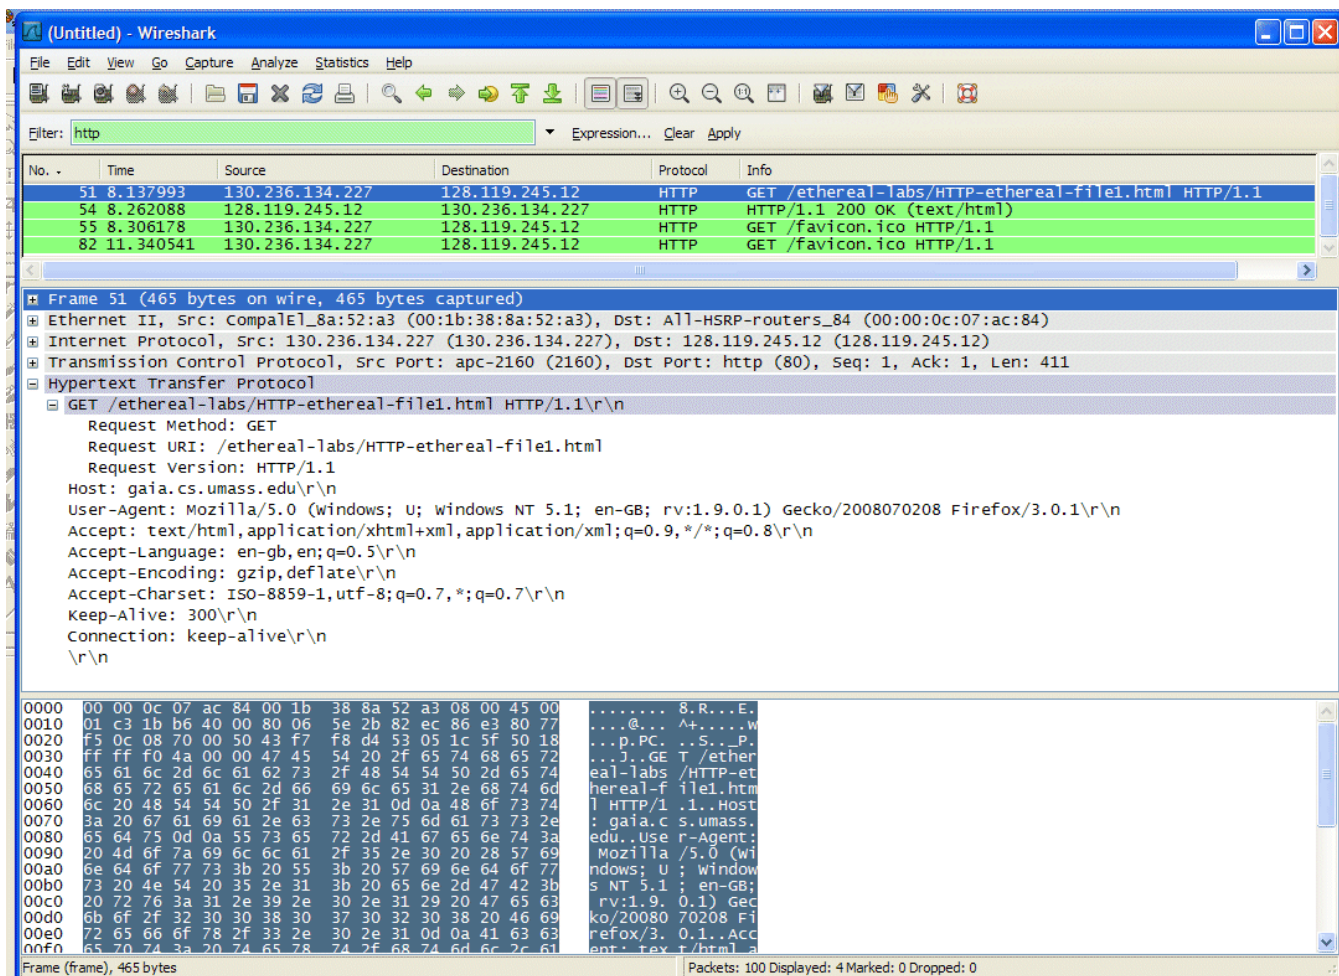 (Untitled) - Wireshark
File Edit View Go Capture Analyze Statistics Help
Filter: http Expression... Clear Apply
No. Time Source Destination Protocol Info
51 8.137993 130.236.134.227 128.119.245.12 HTTP GET /ethereal-labs/HTTP-ethereal-file1.html HTTP/1.1
54 8.262088 128.119.245.12 130.236.134.227 HTTP HTTP/1.1 200 OK (text/html)
55 8.306178 130.236.134.227 128.119.245.12 HTTP GET /favicon.ico HTTP/1.1
82 11.340541 130.236.134.227 128.119.245.12 HTTP GET /favicon.ico HTTP/1.1
Frame 51 (465 bytes on wire, 465 bytes captured)
Ethernet II, Src: CompalEl_8a:52:a3 (00:1b:38:8a:52:a3), Dst: All-HSRP-routers_84 (00:00:0c:07:ac:84)
Internet Protocol, Src: 130.236.134.227 (130.236.134.227), Dst: 128.119.245.12 (128.119.245.12)
Transmission Control Protocol, Src Port: apc-2160 (2160), Dst Port: http (80), Seq: 1, Ack: 1, Len: 411
Hypertext Transfer Protocol
GET /ethereal-labs/HTTP-ethereal-file1.html HTTP/1.1\r\n
Request Method: GET
Request URI: /ethereal-labs/HTTP-ethereal-file1.html
Request Version: HTTP/1.1
Host: gaia.cs.umass.edu\r\n
User-Agent: Mozilla/5.0 (Windows; U; Windows NT 5.1; en-GB; rv:1.9.0.1) Gecko/2008070208 Firefox/3.0.1\r\n
Accept: text/html,application/xhtml+xml,application/xml;q=0.9,*/*;q=0.8\r\n
Accept-Language: en-gb,en;q=0.5\r\n
Accept-Encoding: gzip,deflate\r\n
Accept-Charset: ISO-8859-1,utf-8;q=0.7,*;q=0.7\r\n
Keep-Alive: 300\r\n
Connection: keep-alive\r\n
\r\n
0000 00 00 0c 07 ac 84 00 1b 38 8a 52 a3 08 00 45 00 ........ 8.R...E.
0010 01 c3 1b b6 40 00 80 06 5e 2b 82 ec 86 e3 80 77 ....@... ^+.....w
0020 f5 0c 08 70 00 50 43 f7 f8 d4 53 05 1c 5f 50 18 ...p.PC. ..S.._P.
0030 ff ff f0 4a 00 00 47 45 54 20 2f 65 74 68 65 72 ...J..GE T /ether
0040 65 61 6c 2d 6c 61 62 73 2f 48 54 54 50 2d 65 74 eal-labs /HTTP-et
0050 68 65 72 65 61 6c 2d 66 69 6c 65 31 2e 68 74 6d hereal-f ile1.htm
0060 6c 20 48 54 54 50 2f 31 2e 31 0d 0a 48 6f 73 74 l HTTP/1 .1..Host
0070 3a 20 67 61 69 61 2e 63 73 2e 75 6d 61 73 73 2e : gaia.c s.umass.
0080 65 64 75 0d 0a 55 73 65 72 2d 41 67 65 6e 74 3a edu..Use r-Agent:
0090 20 4d 6f 7a 69 6c 6c 61 2f 35 2e 30 20 28 57 69 Mozilla /5.0 (Wi
00a0 6e 64 6f 77 73 3b 20 55 3b 20 57 69 6e 64 6f 77 ndows; U ; Window
00b0 73 20 4e 54 20 35 2e 31 3b 20 65 6e 2d 47 42 3b s NT 5.1 ; en-GB;
00c0 20 72 76 3a 31 2e 39 2e 30 2e 31 29 20 47 65 63 rv:1.9. 0.1) Gec
00d0 6b 6f 2f 32 30 30 38 30 37 30 32 30 38 20 46 69 ko/20080 70208 Fi
00e0 72 65 66 6f 78 2f 33 2e 30 2e 31 0d 0a 41 63 63 refox/3. 0.1..Acc
00f0 65 70 74 3a 20 74 65 78 74 2f 68 74 6d 6c 2c 61 ept: tex t/html,a
Frame (frame), 465 bytes Packets: 100 Displayed: 4 Marked: 0 Dropped: 0